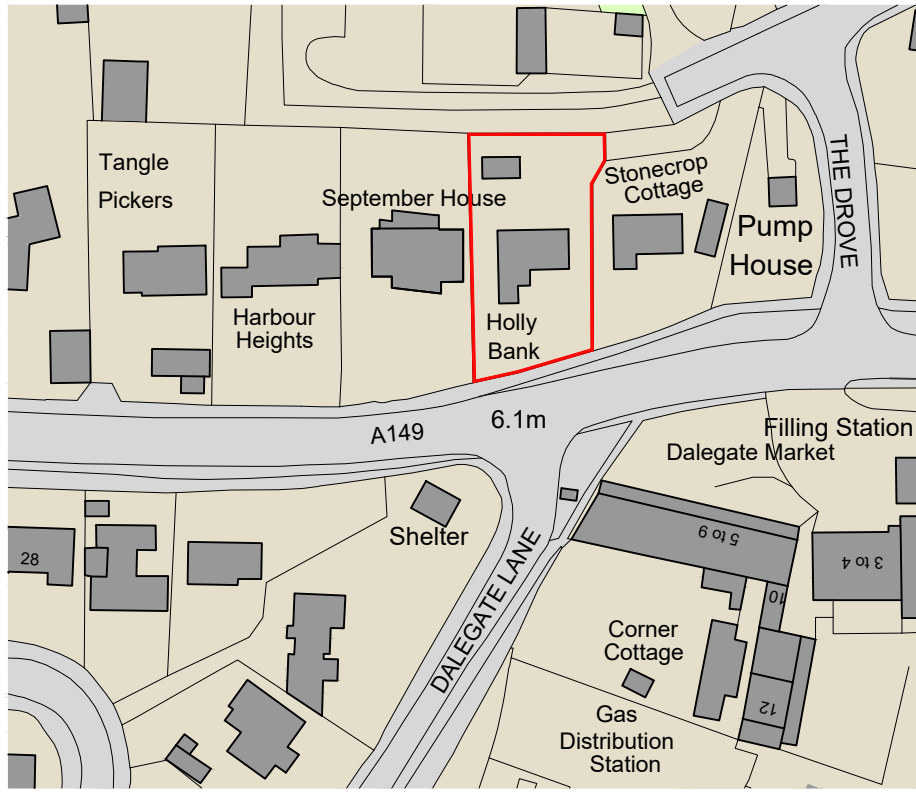 Tangle
Pickers
September House
Stonecrop
Cottage
THE DROVE
Pump
House
Harbour
Heights
Holly
Bank
A149
6.1m
Filling Station
Dalegate Market
Shelter
5 to 9
3 to 4
28
10
DALEGATE LANE
Corner
Cottage
12
Gas
Distribution
Station